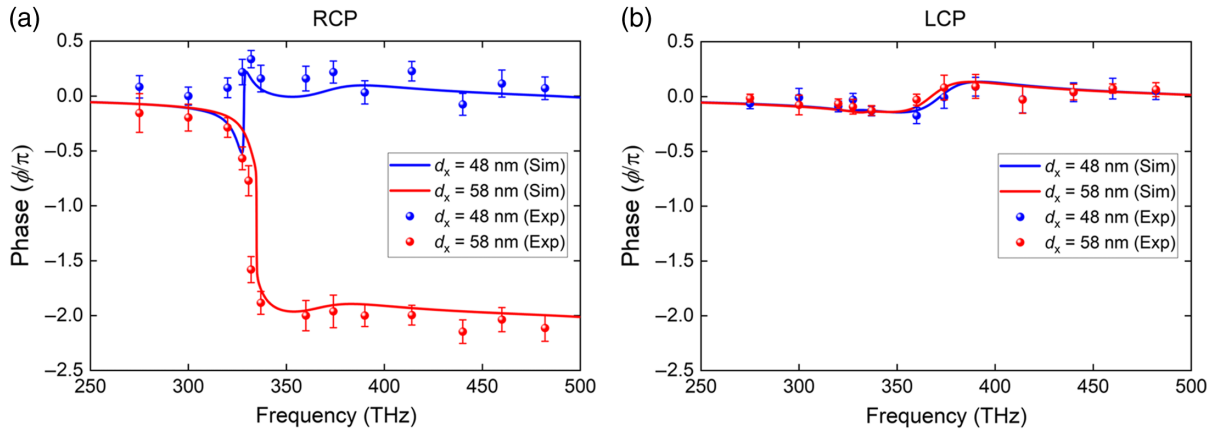 (a)
RCP
0.5
0.0
−0.5
−1.0
−1.5
−2.0
−2.5
Phase (ϕ/π)
dx = 48 nm (Sim)
dx = 58 nm (Sim)
dx = 48 nm (Exp)
dx = 58 nm (Exp)
250 300 350 400 450 500
Frequency (THz)
(b)
LCP
0.5
0.0
−0.5
−1.0
−1.5
−2.0
−2.5
Phase (ϕ/π)
dx = 48 nm (Sim)
dx = 58 nm (Sim)
dx = 48 nm (Exp)
dx = 58 nm (Exp)
250 300 350 400 450 500
Frequency (THz)